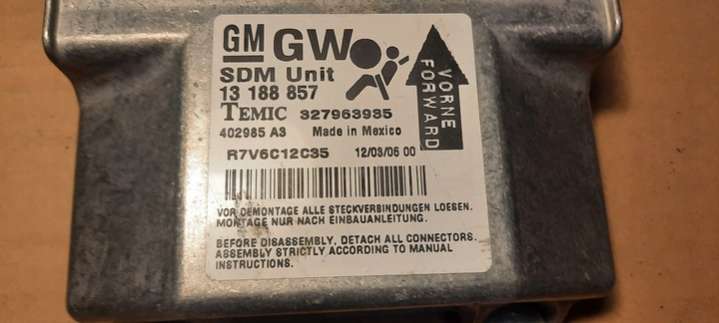 GM GW
SDM Unit
13 188 857
TEMIC 327963935
402985 A3 Made in Mexico
R7V6C12C35 12/03/06 00
VORNE
FORWARD
VOR DEMONTAGE ALLE STECKVERBINDUNGEN LOESEN.
MONTAGE NUR NACH EINBAUANLEITUNG.
BEFORE DISASSEMBLY, DETACH ALL CONNECTORS.
ASSEMBLY STRICTLY ACCORDING TO MANUAL
INSTRUCTIONS.